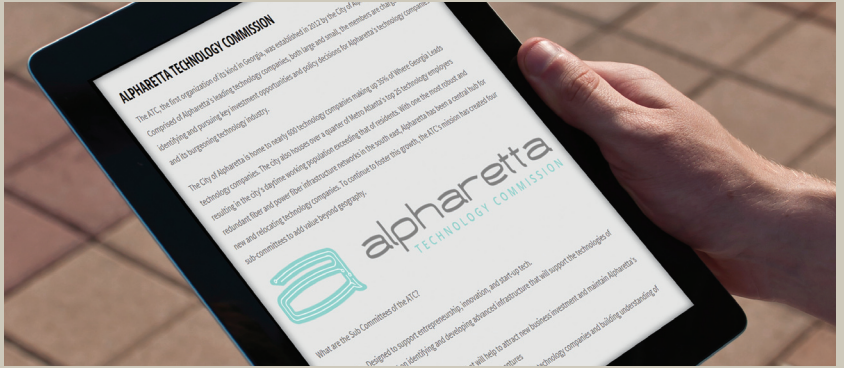 ALPHARETTA TECHNOLOGY COMMISSION
The ATC, the first organization of its kind in Georgia, was established in 2012 by the City of
Comprised of Alpharetta's leading technology companies, both large and small, the members are
identifying and pursuing key investment opportunities and policy decisions for Alpharetta's technology
and its burgeoning technology industry.
The City of Alpharetta is home to nearly 600 technology companies making up 35% of Where Georgia Leads
technology companies. The city also houses over a quarter of Metro Atlanta's top 25 technology employers
resulting in the city's daytime working population exceeding that of residents. With one the most robust and
redundant fiber and power fiber infrastructure networks in the south east, Alpharetta has been a central hub for
new and relocating technology companies. To continue to foster this growth, the ATC's mission has created four
sub-committees to add value beyond geography.
alpharetta
TECHNOLOGY COMMISSION
a
What are the Sub Committees of the ATC?
Designed to support entrepreneurship, innovation, and start-up tech.
on identifying and developing advanced infrastructure that will support the technologies of
will help to attract new business investment and maintain Alpharetta's
technology companies and building understanding of